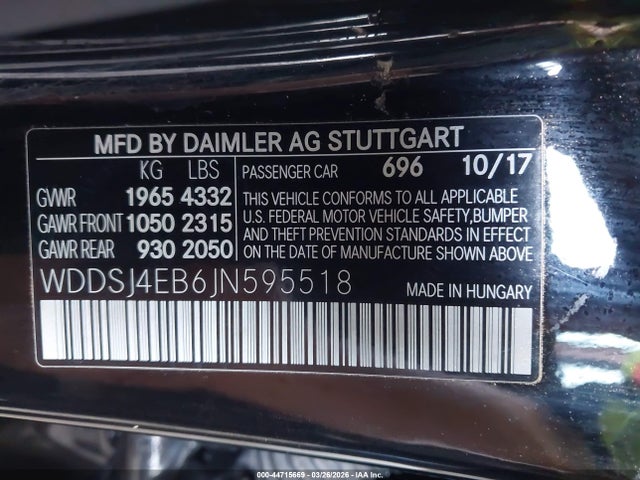 MFD BY DAIMLER AG STUTTGART
KG LBS PASSENGER CAR 696 10/17
GVWR 1965 4332
GAWR FRONT 1050 2315
GAWR REAR 930 2050
THIS VEHICLE CONFORMS TO ALL APPLICABLE
U.S. FEDERAL MOTOR VEHICLE SAFETY,BUMPER
AND THEFT PREVENTION STANDARDS IN EFFECT
ON THE DATE OF MANUFACTURE SHOWN ABOVE
WDDSJ4EB6JN595518 MADE IN HUNGARY
000-44715669 - 03/26/2026 - IAAI.COM